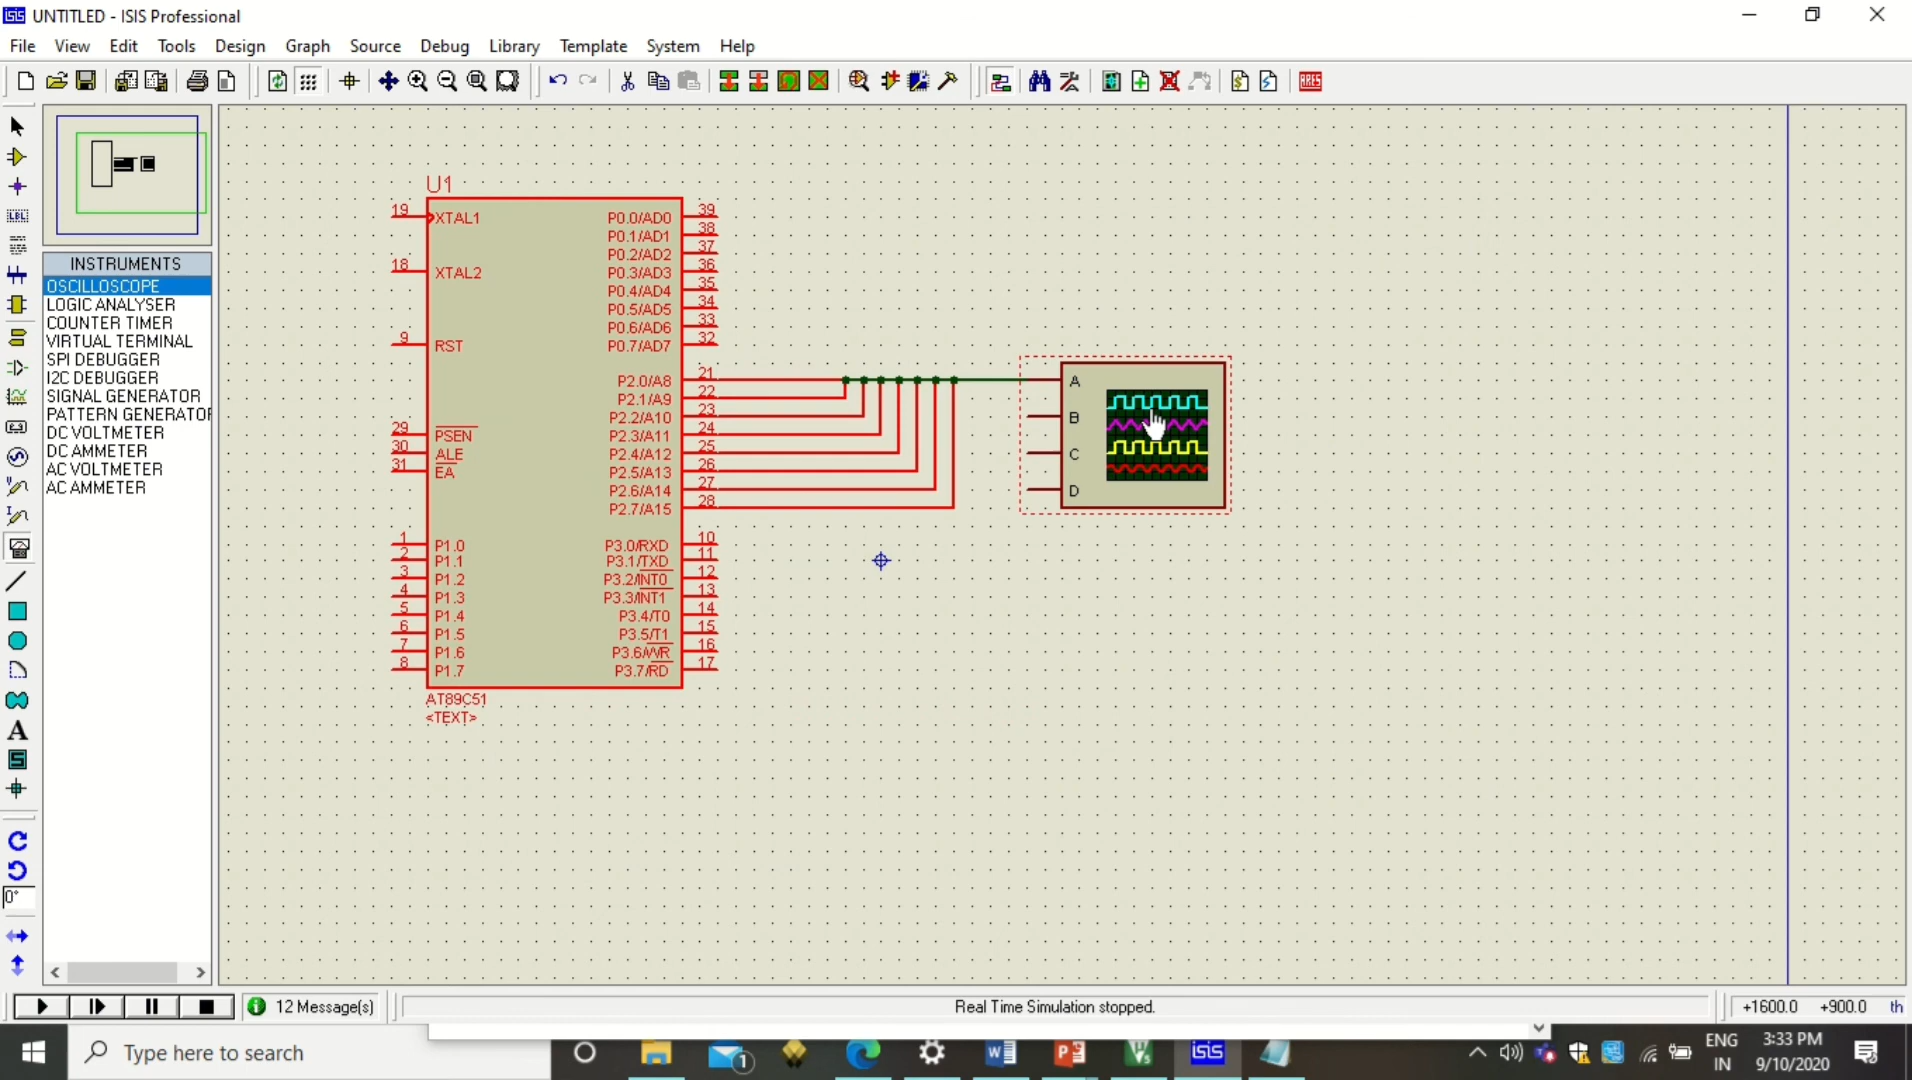 ISIS UNTITLED - ISIS Professional
File View Edit Tools Design Graph Source Debug Library Template System Help
ARES
LBL
INSTRUMENTS
OSCILLOSCOPE
LOGIC ANALYSER
COUNTER TIMER
VIRTUAL TERMINAL
SPI DEBUGGER
I2C DEBUGGER
SIGNAL GENERATOR
PATTERN GENERATOR
DC VOLTMETER
DC AMMETER
AC VOLTMETER
AC AMMETER
A
S
0°
U1
19 XTAL1 P0.0/AD0 39
P0.1/AD1 38
P0.2/AD2 37
18 XTAL2 P0.3/AD3 36
P0.4/AD4 35
P0.5/AD5 34
P0.6/AD6 33
9 RST P0.7/AD7 32
P2.0/A8 21
P2.1/A9 22
P2.2/A10 23
29 PSEN P2.3/A11 24
30 ALE P2.4/A12 25
31 EA P2.5/A13 26
P2.6/A14 27
P2.7/A15 28
1 P1.0 P3.0/RXD 10
2 P1.1 P3.1/TXD 11
3 P1.2 P3.2/INT0 12
4 P1.3 P3.3/INT1 13
5 P1.4 P3.4/T0 14
6 P1.5 P3.5/T1 15
7 P1.6 P3.6/WR 16
8 P1.7 P3.7/RD 17
AT89C51
<TEXT>
A
B
C
D
12 Message(s) Real Time Simulation stopped. +1600.0 +900.0 th
Type here to search
1
ISIS
ENG
IN
3:33 PM
9/10/2020